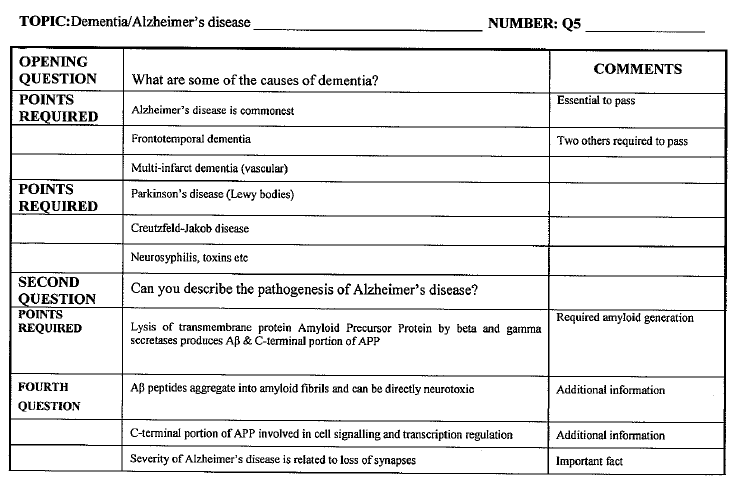 TOPIC:Dementia/Alzheimer's disease NUMBER: Q5
OPENING QUESTION What are some of the causes of dementia? COMMENTS
POINTS REQUIRED Alzheimer's disease is commonest Essential to pass
Frontotemporal dementia Two others required to pass
Multi-infarct dementia (vascular)
POINTS REQUIRED Parkinson's disease (Lewy bodies)
Creutzfeld-Jakob disease
Neurosyphilis, toxins etc
SECOND QUESTION Can you describe the pathogenesis of Alzheimer's disease?
POINTS REQUIRED Lysis of transmembrane protein Amyloid Precursor Protein by beta and gamma Required amyloid generation
secretases produces Aβ & C-terminal portion of APP
FOURTH QUESTION Aβ peptides aggregate into amyloid fibrils and can be directly neurotoxic Additional information
C-terminal portion of APP involved in cell signalling and transcription regulation Additional information
Severity of Alzheimer's disease is related to loss of synapses Important fact